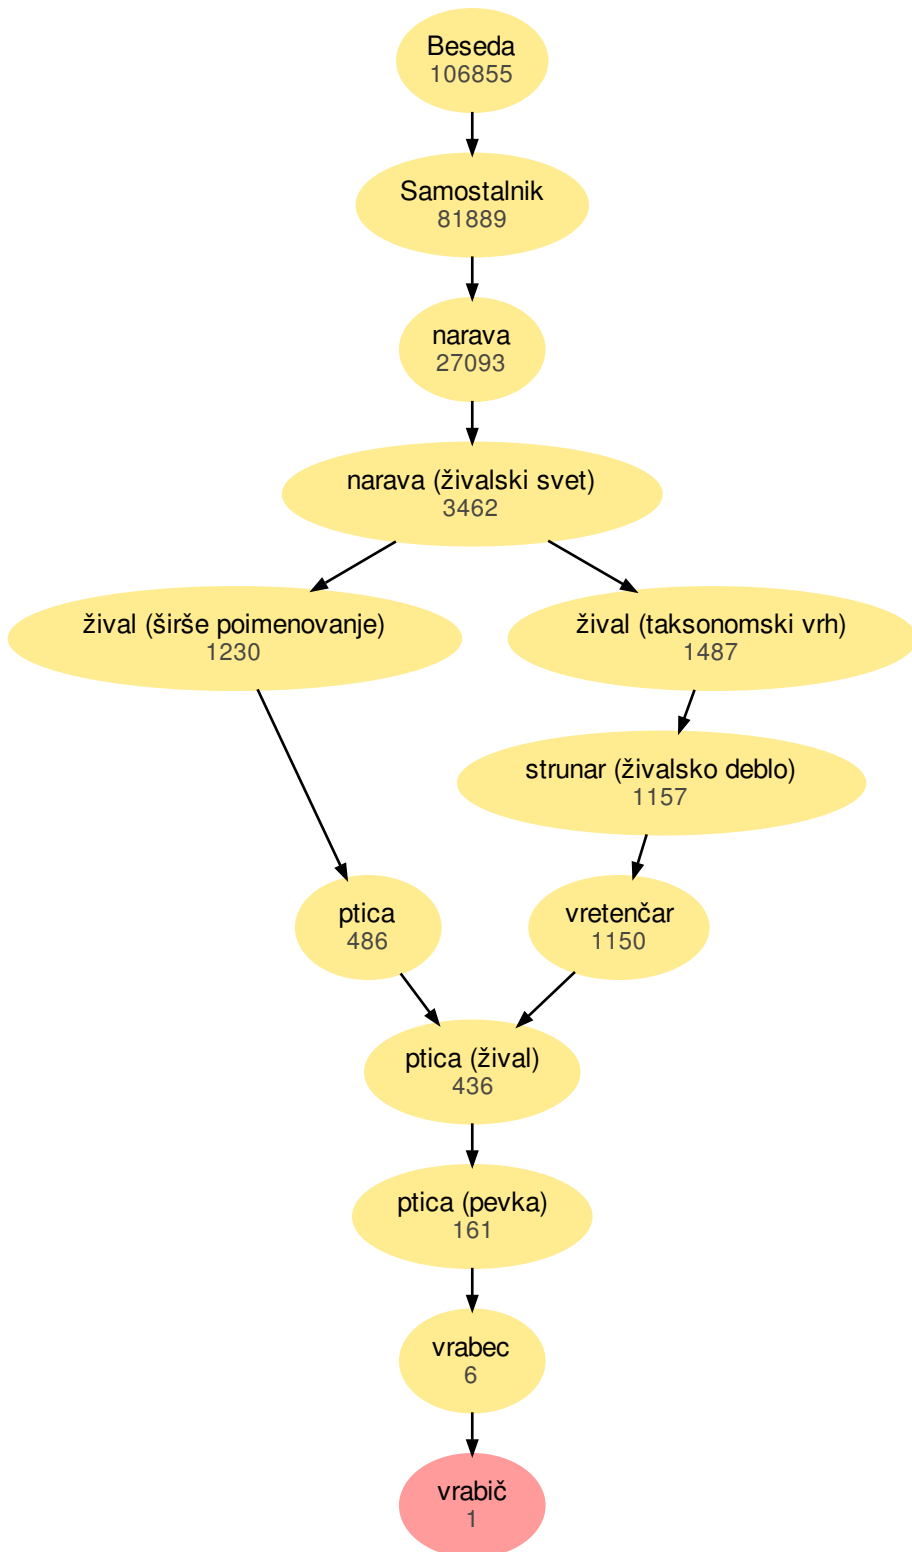 Beseda
106855
Samostalnik
81889
narava
27093
narava (živalski svet)
3462
žival (širše poimenovanje)
1230
žival (taksonomski vrh)
1487
strunar (živalsko deblo)
1157
ptica
486
vretenčar
1150
ptica (žival)
436
ptica (pevka)
161
vrabec
6
vrabič
1